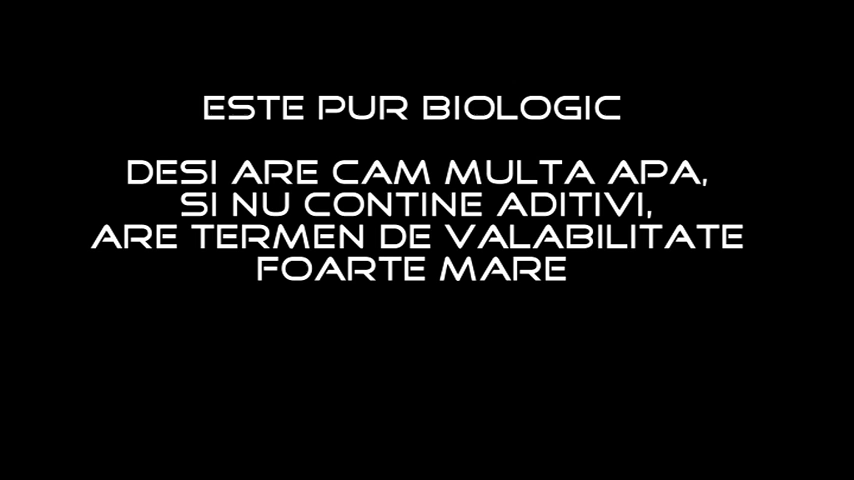 ESTE PUR BIOLOGIC
DESI ARE CAM MULTA APA,
SI NU CONTINE ADITIVI,
ARE TERMEN DE VALABILITATE
FOARTE MARE